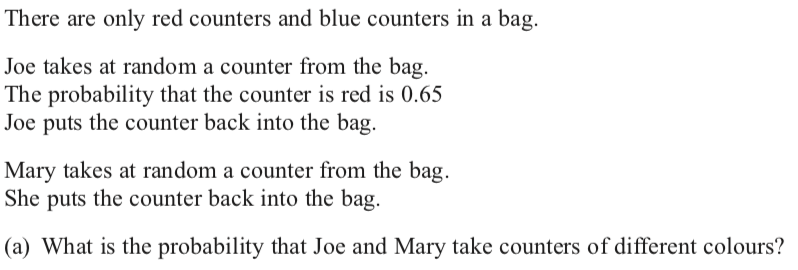 There are only red counters and blue counters in a bag.
Joe takes at random a counter from the bag.
The probability that the counter is red is 0.65
Joe puts the counter back into the bag.
Mary takes at random a counter from the bag.
She puts the counter back into the bag.
(a) What is the probability that Joe and Mary take counters of different colours?